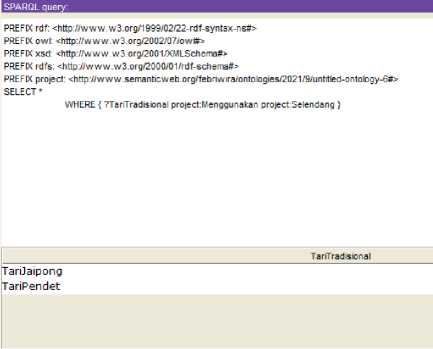 SPARQL query:
PREFIX rdf: <http://www.w3.org/1999/02/22-rdf-syntax-ns#>
PREFIX owl: <http://www.w3.org/2002/07/owl#>
PREFIX xsd: <http://www.w3.org/2001/XMLSchema#>
PREFIX rdfs: <http://www.w3.org/2000/01/rdf-schema#>
PREFIX project: <http://www.semanticweb.org/febriwira/ontologies/2021/9/untitled-ontology-6#>
SELECT *
WHERE { ?TariTradisional project:Menggunakan project:Selendang }
TariTradisional
TariJaipong
TariPendet